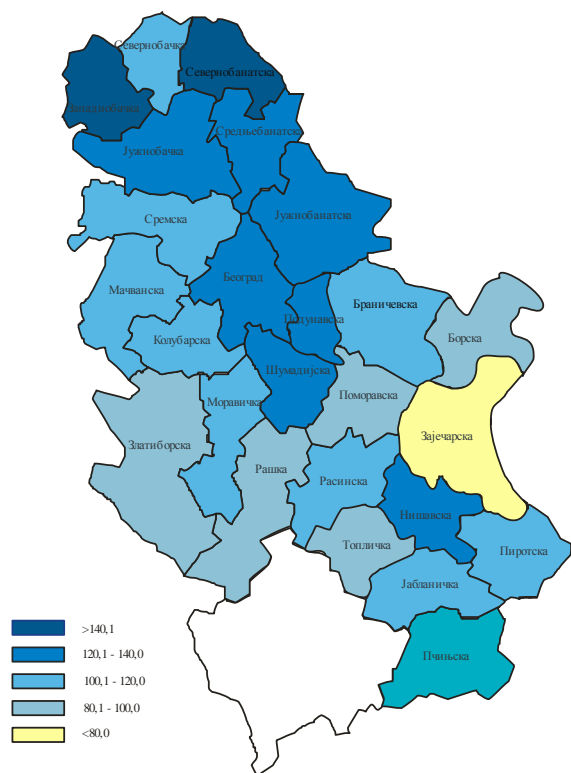 Севернобачка
Севернобанатска
Западнобачка
Средњебанатска
Јужнобачка
Јужнобанатска
Сремска
Београд
Мачванска
Браничевска
Подунавска
Колубарска
Борска
Шумадијска
Поморавска
Моравичка
Зајечарска
Златиборска
Рашка
Расинска
Нишавска
Топличка
Пиротска
Јабланичка
Пчињска
>140,1
120,1 - 140,0
100,1 - 120,0
80,1 - 100,0
<80,0